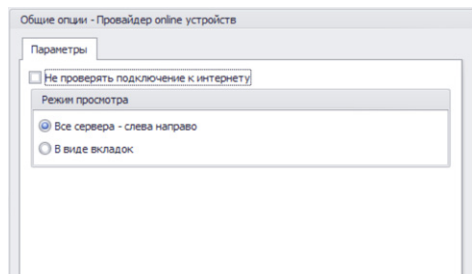 Общие опции - Провайдер online устройств
Параметры
Не проверять подключение к интернету
Режим просмотра
Все сервера - слева направо
В виде вкладок